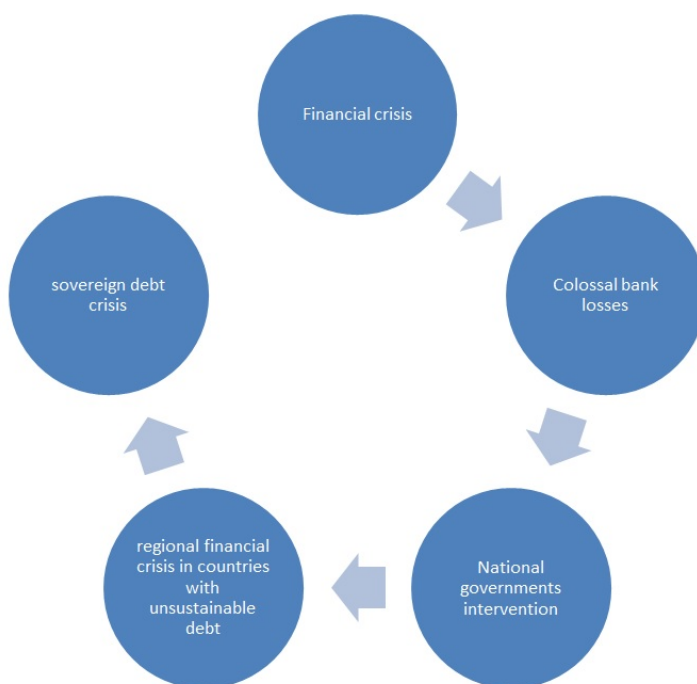 Financial crisis
Colossal bank
losses
National
governments
intervention
regional financial
crisis in countries
with
unsustainable
debt
sovereign debt
crisis